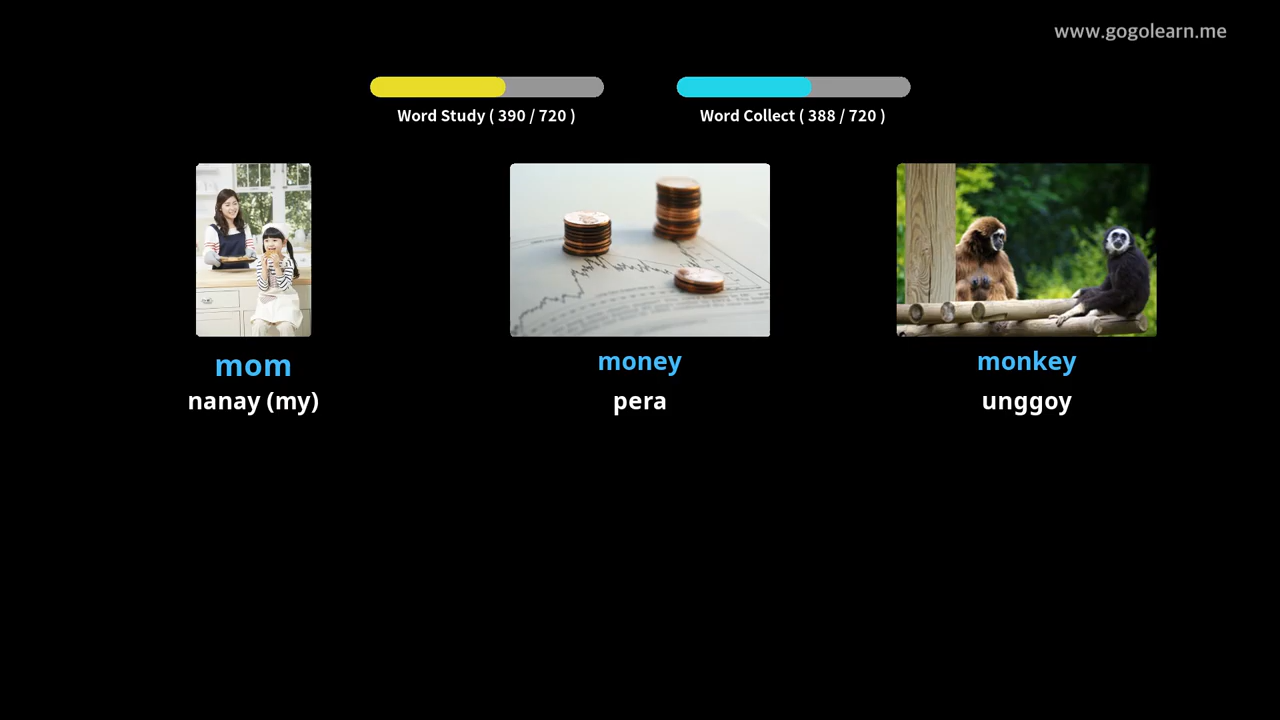 www.gogolearn.me
Word Study ( 390 / 720 )
Word Collect ( 388 / 720 )
mom
nanay (my)
money
pera
monkey
unggoy